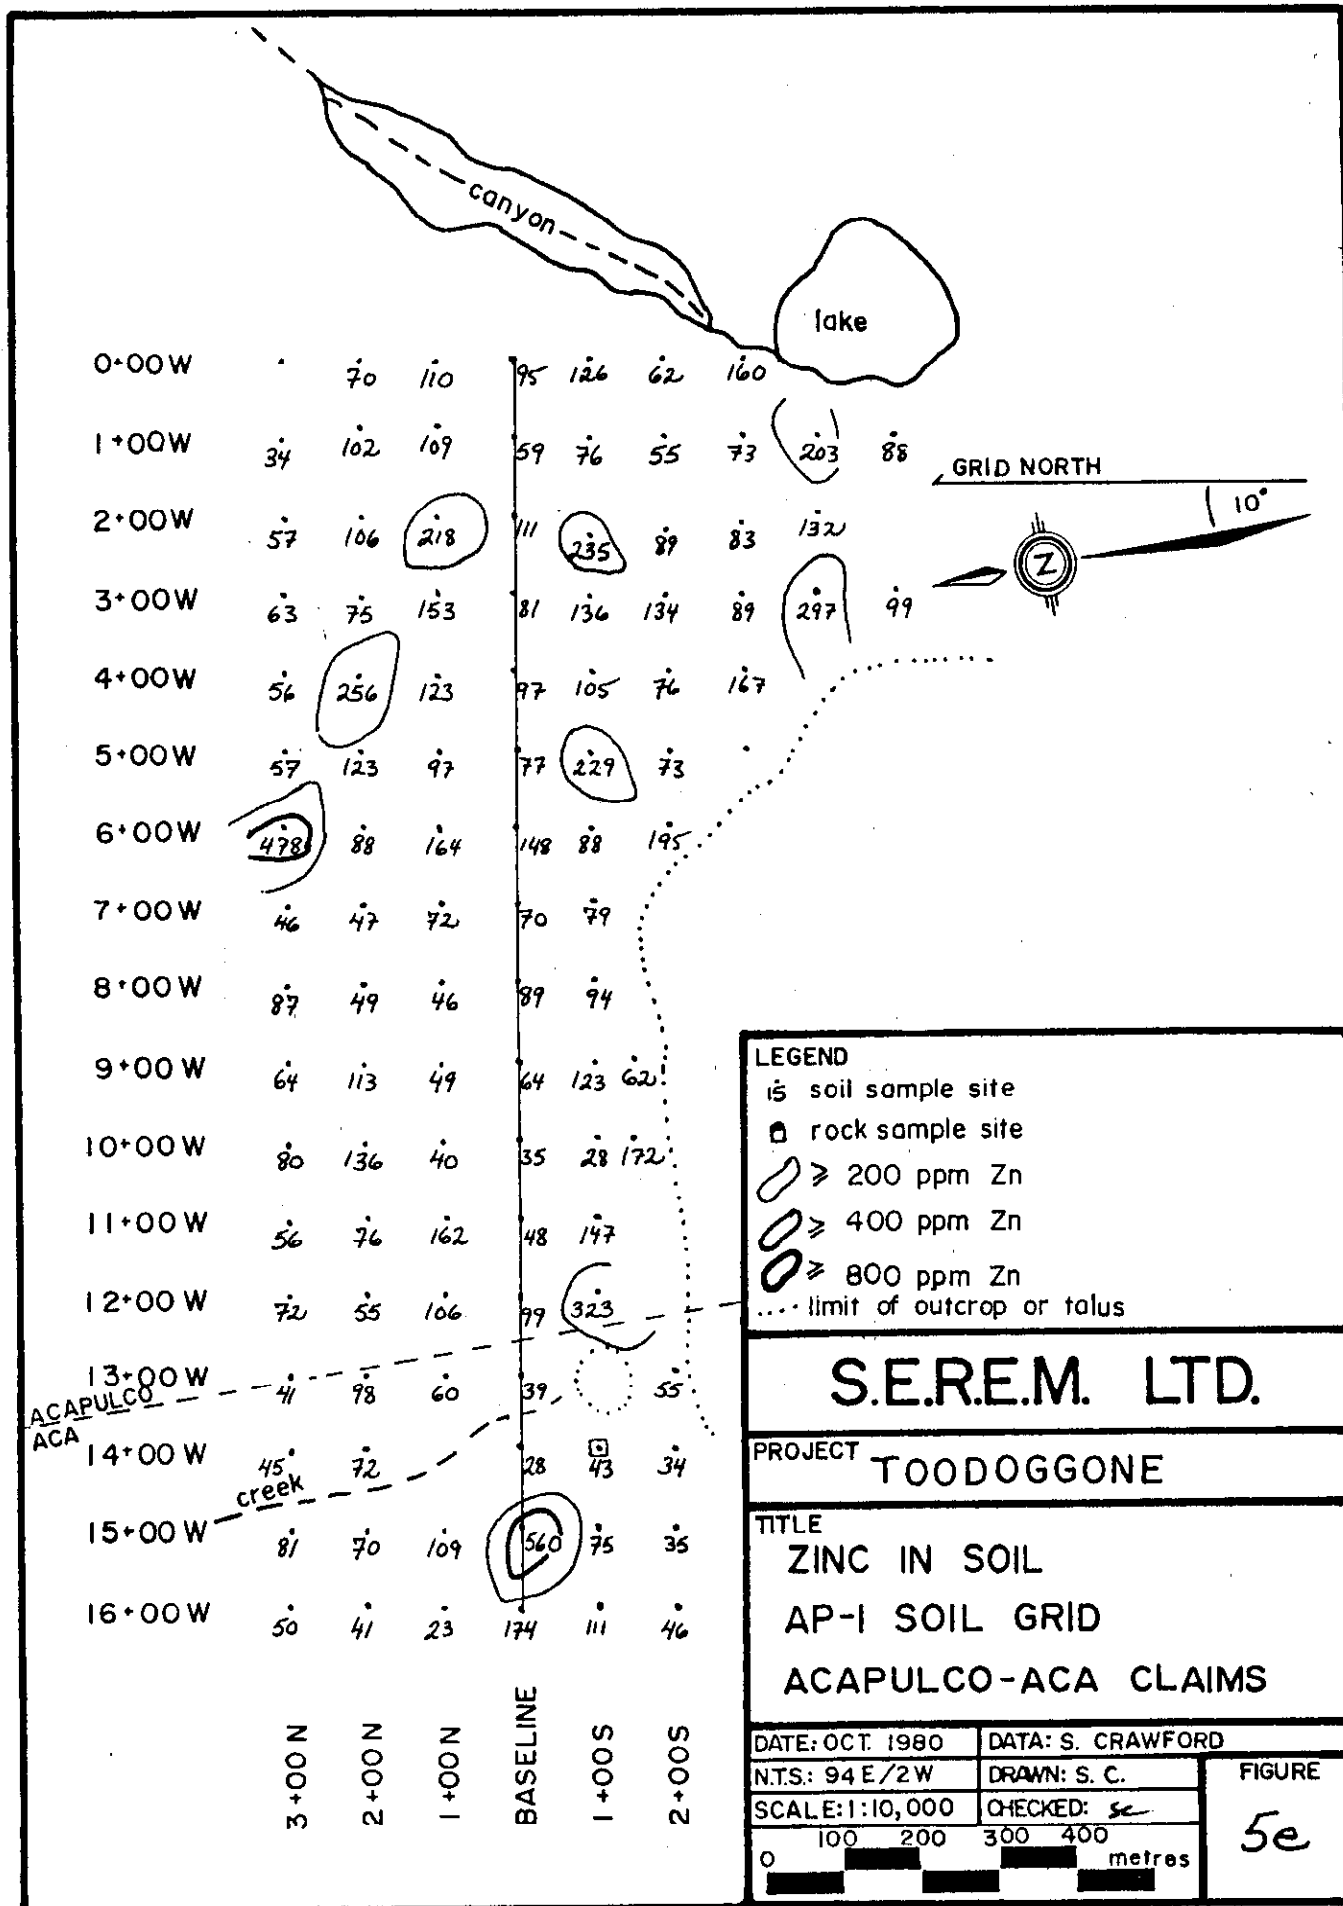 canyon
lake
0+00W 70 110 95 126 62 160
1+00W 34 102 109 59 76 55 73 203 88
GRID NORTH
10°
2+00W 57 106 218 111 235 89 83 132
Z
3+00W 63 75 153 81 136 134 89 297 99
4+00W 56 256 123 97 105 76 167
5+00W 57 123 97 77 229 73
6+00W 478 88 164 148 88 195
7+00W 46 47 72 70 79
8+00W 87 49 46 89 94
9+00W 64 113 49 64 123 62
10+00W 80 136 40 35 28 172
11+00W 56 76 162 48 147
12+00W 72 55 106 99 323
13+00W 41 98 60 39 55
ACAPULCO
ACA
14+00W 45 72 28 43 34
creek
15+00W 81 70 109 560 75 35
16+00W 50 41 23 174 111 46
3+00N
2+00N
1+00N
BASELINE
1+00S
2+00S
LEGEND
15 soil sample site
rock sample site
≥ 200 ppm Zn
≥ 400 ppm Zn
≥ 800 ppm Zn
.... limit of outcrop or talus
S.E.R.E.M. LTD.
PROJECT TOODOGGONE
TITLE
ZINC IN SOIL
AP-1 SOIL GRID
ACAPULCO-ACA CLAIMS
DATE: OCT. 1980 DATA: S. CRAWFORD
N.T.S.: 94 E/2W DRAWN: S. C.
SCALE: 1:10,000 CHECKED: sc
FIGURE
5e
0 100 200 300 400 metres